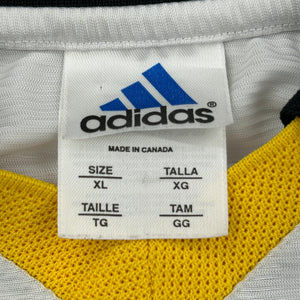 adidas®
MADE IN CANADA
SIZE TALLA
XL XG
TAILLE TAM
TG GG